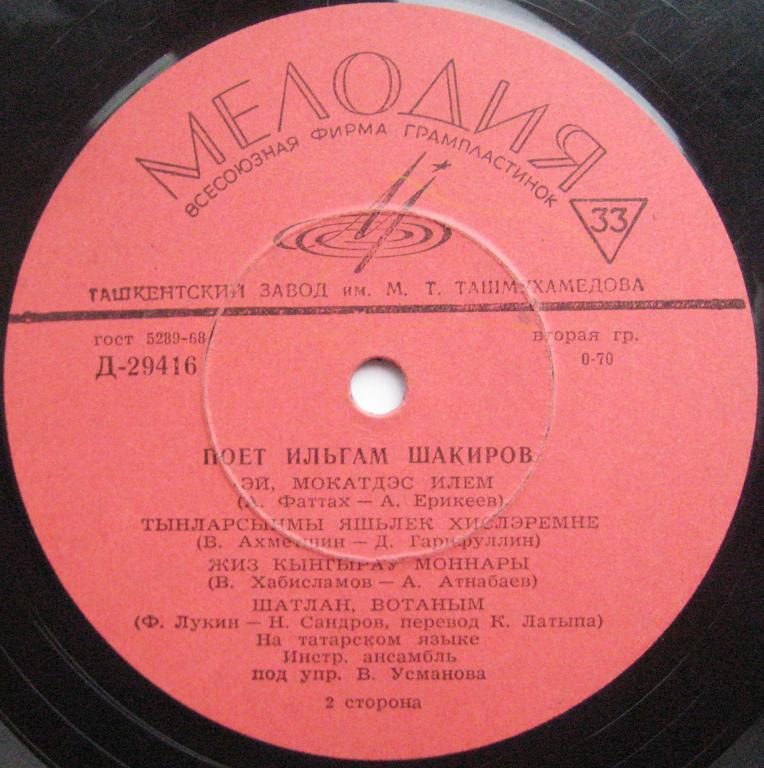 МЕЛОДИЯ
ВСЕСОЮЗНАЯ ФИРМА ГРАМПЛАСТИНОК
33
ТАШКЕНТСКИЙ ЗАВОД им. М. Т. ТАШМУХАМЕДОВА
гост 5289-68
вторая гр.
Д-29416
0-70
ПОЕТ ИЛЬГАМ ШАКИРОВ
ЭЙ, МОКАТДЭС ИЛЕМ
(А. Фаттах — А. Ерикеев)
ТЫНЛАРСЫНМЫ ЯШЬЛЕК ХИСЛЭРЕМНЕ
(В. Ахметшин — Д. Гарифуллин)
ЖИЗ КЫНГЫРАУ МОННАРЫ
(В. Хабисламов — А. Атнабаев)
ШАТЛАН, ВОТАНЫМ
(Ф. Лукин — Н. Сандров, перевод К. Латыпа)
На татарском языке
Инстр. ансамбль
под упр. В. Усманова
2 сторона